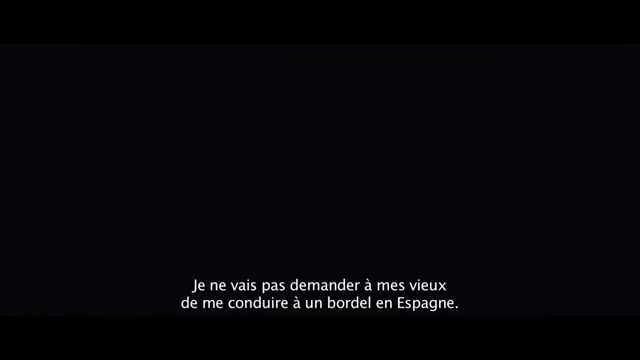 Je ne vais pas demander à mes vieux
de me conduire à un bordel en Espagne.